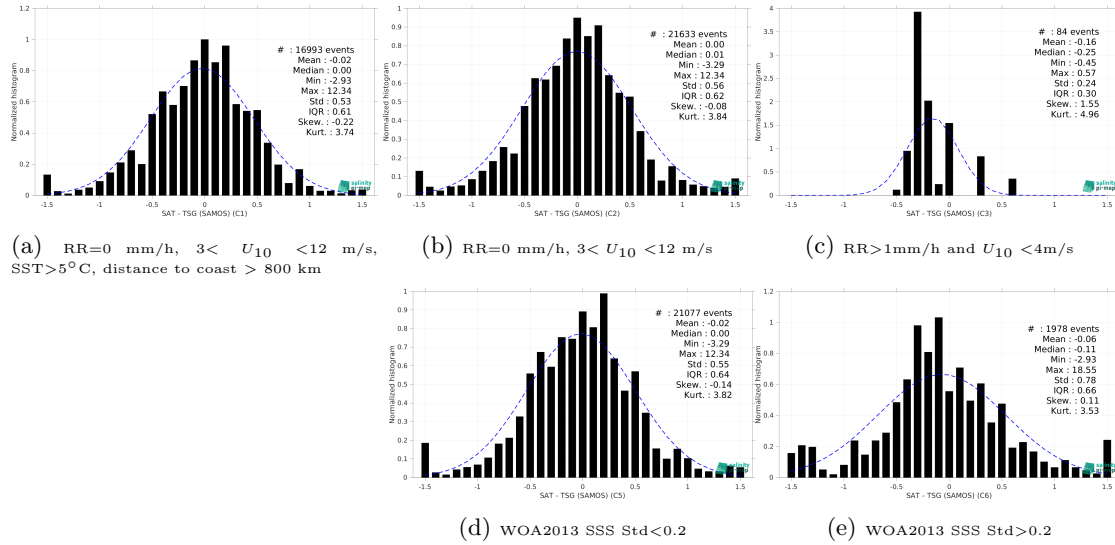 1.2
1
0.8
0.6
0.4
0.2
0
Normalized histogram
-1.5 -1 -0.5 0 0.5 1 1.5
SAT - TSG (SAMOS) (C1)
# : 16993 events
Mean : -0.02
Median : 0.00
Min : -2.93
Max : 12.34
Std : 0.53
IQR : 0.61
Skew. : -0.22
Kurt. : 3.74
salinity
pi-mep
(a) RR=0 mm/h, 3< U10 <12 m/s,
SST>5°C, distance to coast > 800 km
1
0.9
0.8
0.7
0.6
0.5
0.4
0.3
0.2
0.1
0
Normalized histogram
-1.5 -1 -0.5 0 0.5 1 1.5
SAT - TSG (SAMOS) (C2)
# : 21633 events
Mean : 0.00
Median : 0.01
Min : -3.29
Max : 12.34
Std : 0.56
IQR : 0.62
Skew. : -0.08
Kurt. : 3.84
salinity
pi-mep
(b) RR=0 mm/h, 3< U10 <12 m/s
4
3.5
3
2.5
2
1.5
1
0.5
0
Normalized histogram
-1.5 -1 -0.5 0 0.5 1 1.5
SAT - TSG (SAMOS) (C3)
# : 84 events
Mean : -0.16
Median : -0.25
Min : -0.45
Max : 0.57
Std : 0.24
IQR : 0.30
Skew. : 1.55
Kurt. : 4.96
salinity
pi-mep
(c) RR>1mm/h and U10 <4m/s
1
0.9
0.8
0.7
0.6
0.5
0.4
0.3
0.2
0.1
0
Normalized histogram
-1.5 -1 -0.5 0 0.5 1 1.5
SAT - TSG (SAMOS) (C5)
# : 21077 events
Mean : -0.02
Median : 0.00
Min : -3.29
Max : 12.34
Std : 0.55
IQR : 0.64
Skew. : -0.14
Kurt. : 3.82
salinity
pi-mep
(d) WOA2013 SSS Std<0.2
1.2
1
0.8
0.6
0.4
0.2
0
Normalized histogram
-1.5 -1 -0.5 0 0.5 1 1.5
SAT - TSG (SAMOS) (C6)
# : 1978 events
Mean : -0.06
Median : -0.11
Min : -2.93
Max : 18.55
Std : 0.78
IQR : 0.66
Skew. : 0.11
Kurt. : 3.53
salinity
pi-mep
(e) WOA2013 SSS Std>0.2